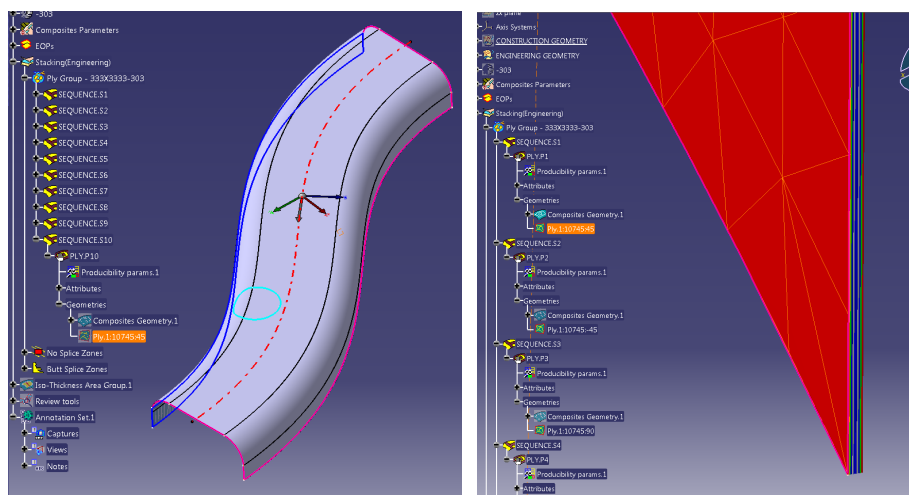 -303
Composites Parameters
EOPs
Stacking(Engineering)
Ply Group - 333X3333-303
SEQUENCE.S1
SEQUENCE.S2
SEQUENCE.S3
SEQUENCE.S4
SEQUENCE.S5
SEQUENCE.S6
SEQUENCE.S7
SEQUENCE.S8
SEQUENCE.S9
SEQUENCE.S10
PLY.P10
Producibility params.1
Attributes
Geometries
Composites Geometry.1
Ply.1:10745:45
No Splice Zones
Butt Splice Zones
Iso-Thickness Area Group.1
Review tools
Annotation Set.1
Captures
Views
Notes
zx plane
Axis Systems
CONSTRUCTION GEOMETRY
ENGINEERING GEOMETRY
-303
Composites Parameters
EOPs
Stacking(Engineering)
Ply Group - 333X3333-303
SEQUENCE.S1
PLY.P1
Producibility params.1
Attributes
Geometries
Composites Geometry.1
Ply.1:10745:45
SEQUENCE.S2
PLY.P2
Producibility params.1
Attributes
Geometries
Composites Geometry.1
Ply.1:10745:-45
SEQUENCE.S3
PLY.P3
Producibility params.1
Attributes
Geometries
Composites Geometry.1
Ply.1:10745:90
SEQUENCE.S4
PLY.P4
Producibility params.1
Attributes